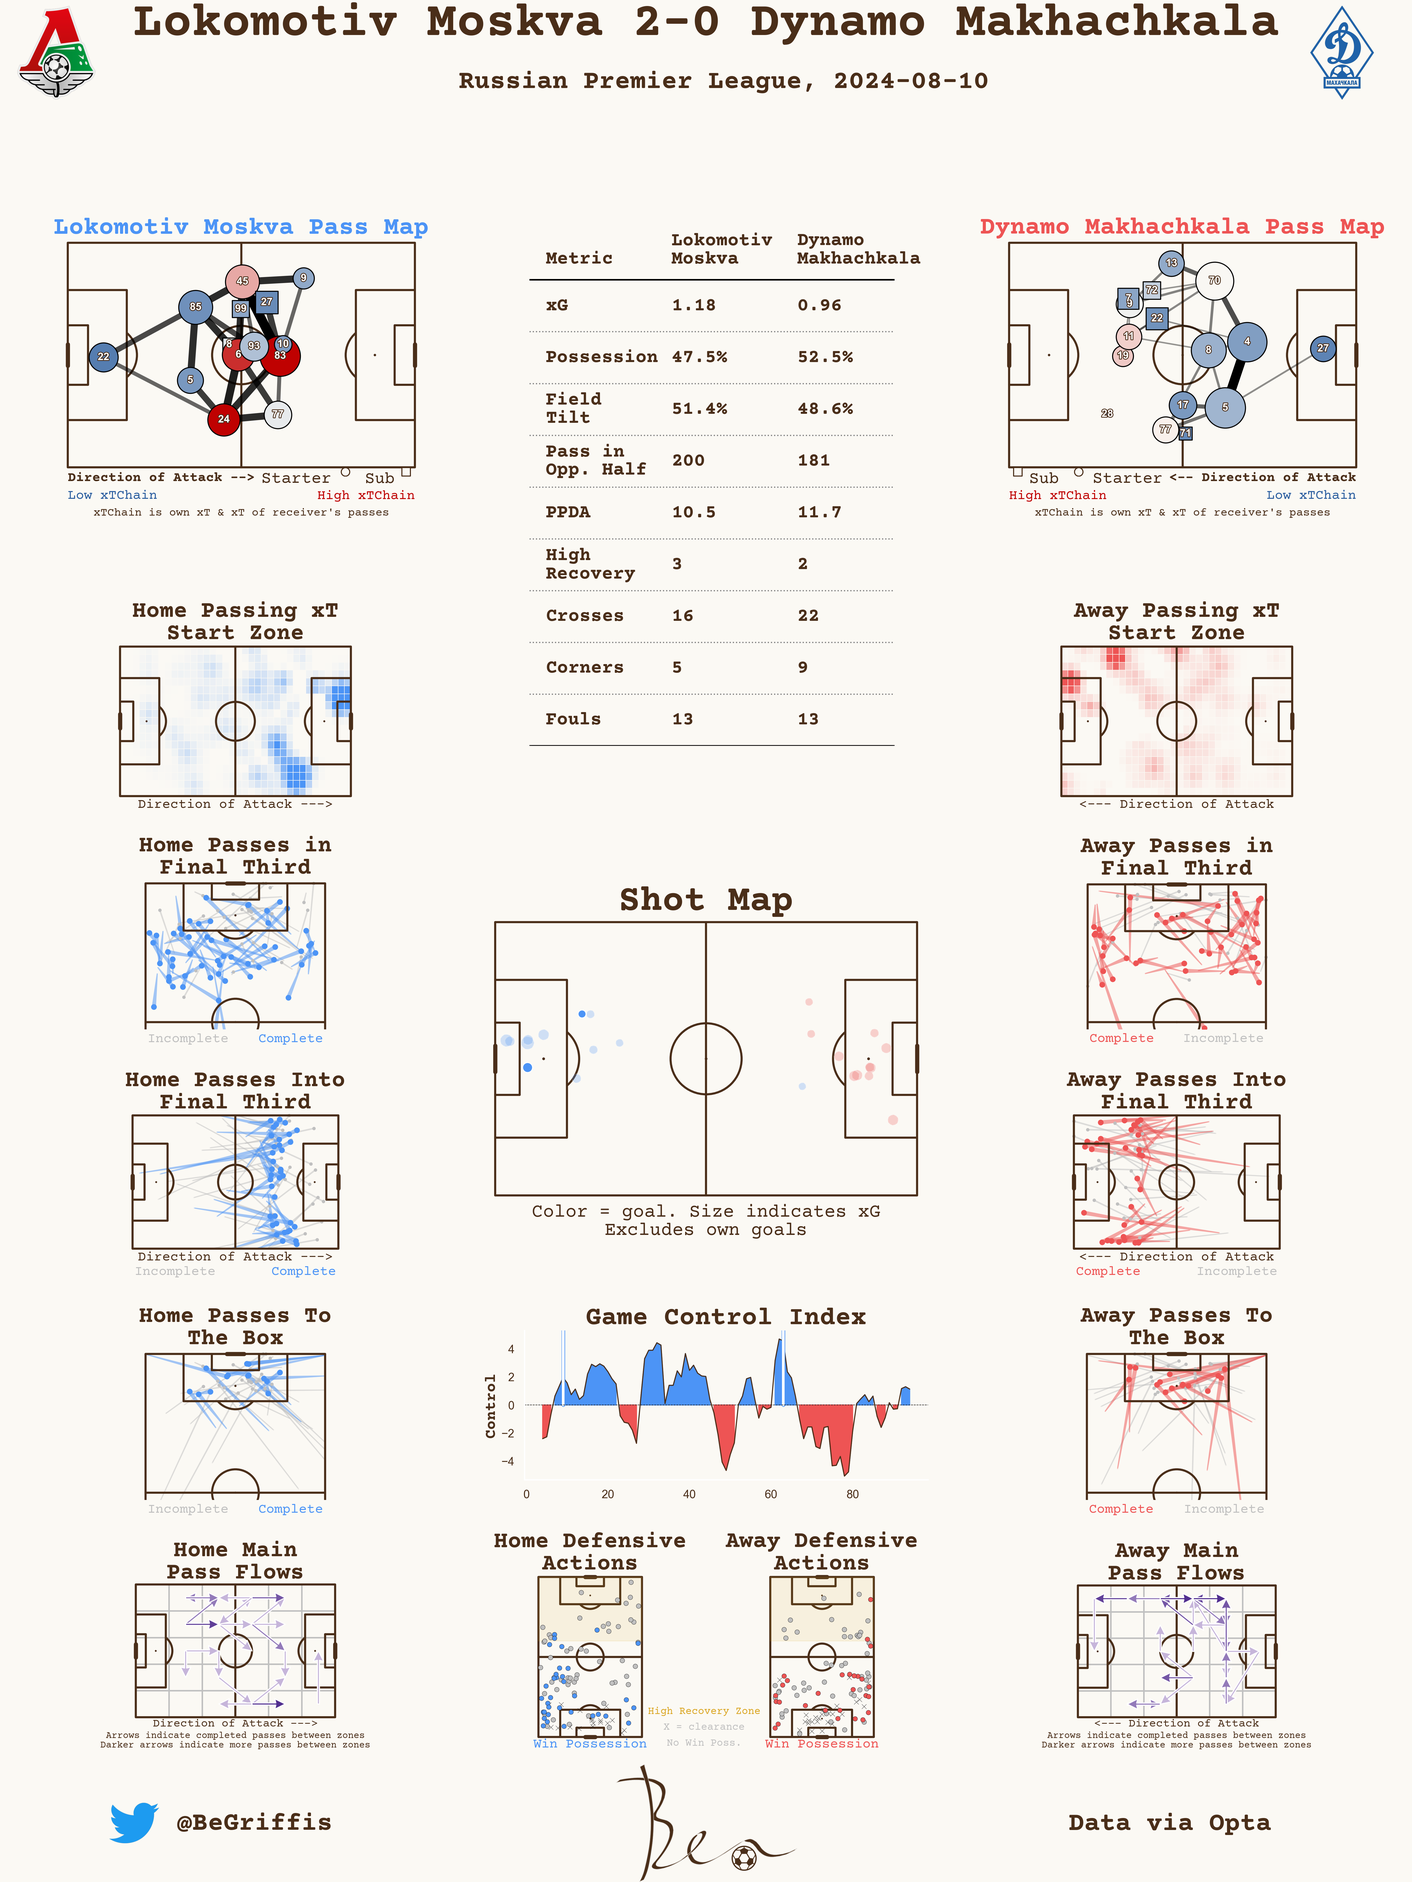 Lokomotiv Moskva 2-0 Dynamo Makhachkala
Russian Premier League, 2024-08-10
МАХАЧКАЛА
Lokomotiv Moskva Pass Map
9
45
27
99
85
8
93
10
6
83
22
5
24
77
Direction of Attack --> Starter Sub
Low xTChain High xTChain
xTChain is own xT & xT of receiver's passes
Metric Lokomotiv Moskva Dynamo Makhachkala
xG 1.18 0.96
Possession 47.5% 52.5%
Field Tilt 51.4% 48.6%
Pass in Opp. Half 200 181
PPDA 10.5 11.7
High Recovery 3 2
Crosses 16 22
Corners 5 9
Fouls 13 13
Dynamo Makhachkala Pass Map
13
70
72
7
9
22
11
19
8
4
27
17
5
28
77
71
Sub Starter <-- Direction of Attack
High xTChain Low xTChain
xTChain is own xT & xT of receiver's passes
Home Passing xT
Start Zone
Direction of Attack --->
Away Passing xT
Start Zone
<--- Direction of Attack
Home Passes in
Final Third
Incomplete Complete
Away Passes in
Final Third
Complete Incomplete
Shot Map
Color = goal. Size indicates xG
Excludes own goals
Home Passes Into
Final Third
Direction of Attack --->
Incomplete Complete
Away Passes Into
Final Third
<--- Direction of Attack
Complete Incomplete
Home Passes To
The Box
Incomplete Complete
Game Control Index
Control
4
2
0
−2
−4
0 20 40 60 80
Away Passes To
The Box
Complete Incomplete
Home Main
Pass Flows
Direction of Attack --->
Arrows indicate completed passes between zones
Darker arrows indicate more passes between zones
Home Defensive
Actions
Win Possession
Away Defensive
Actions
Win Possession
High Recovery Zone
X = clearance
No Win Poss.
Away Main
Pass Flows
<--- Direction of Attack
Arrows indicate completed passes between zones
Darker arrows indicate more passes between zones
@BeGriffis
Ben
Data via Opta